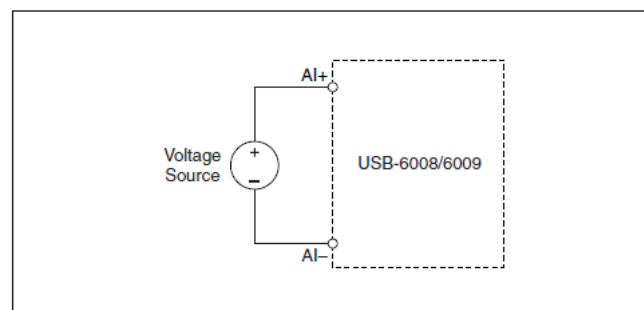 AI+
Voltage
Source
+
–
USB-6008/6009
AI–